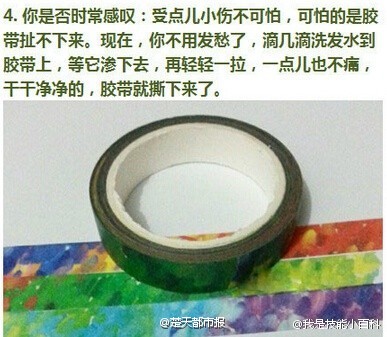 4. 你是否时常感叹：受点儿小伤不可怕，可怕的是胶
带扯不下来。现在，你不用发愁了，滴几滴洗发水到
胶带上，等它渗下去，再轻轻一拉，一点儿也不痛，
干干净净的，胶带就撕下来了。
@楚天都市报
@我是技能小百科